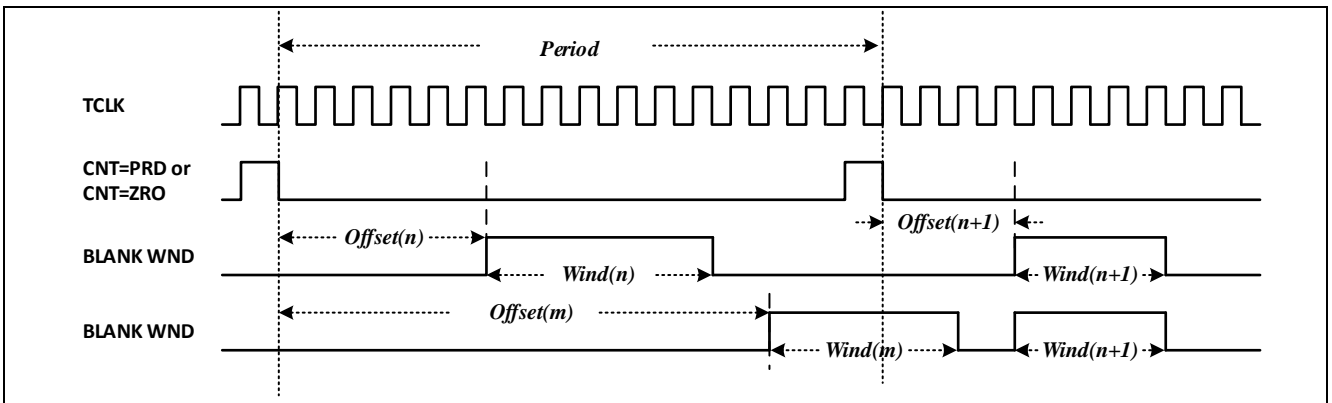 Period
TCLK
CNT=PRD or
CNT=ZRO
Offset(n+1)
Offset(n)
BLANK WND
Wind(n)
Wind(n+1)
Offset(m)
BLANK WND
Wind(m)
Wind(n+1)